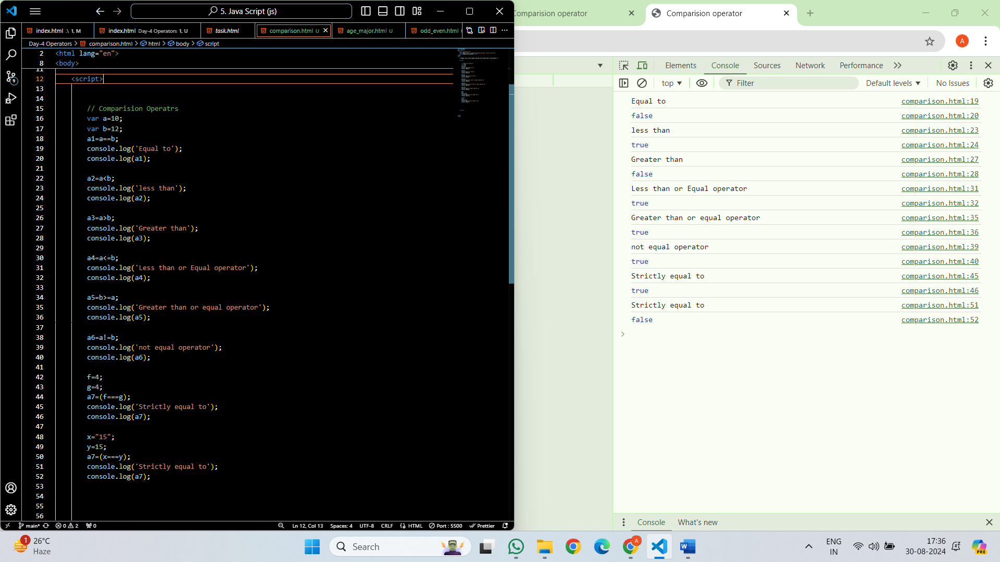 5. Java Script (js)
index.html .\ 1, M
index.html Day-4 Operators 1, U
task.html
comparison.html U
age_major.html U
odd_even.html
Day-4 Operators > comparison.html > html > body > script
2 <html lang="en">
8 <body>
11
12 <script>
13
14
15 // Comparision Operatrs
16 var a=10;
17 var b=12;
18 a1=a==b;
19 console.log('Equal to');
20 console.log(a1);
21
22 a2=a<b;
23 console.log('less than');
24 console.log(a2);
25
26 a3=a>b;
27 console.log('Greater than');
28 console.log(a3);
29
30 a4=a<=b;
31 console.log('Less than or Equal operator');
32 console.log(a4);
33
34 a5=b>=a;
35 console.log('Greater than or equal operator');
36 console.log(a5);
37
38 a6=a!=b;
39 console.log('not equal operator');
40 console.log(a6);
41
42 f=4;
43 g=4;
44 a7=(f===g);
45 console.log('Strictly equal to');
46 console.log(a7);
47
48 x="15";
49 y=15;
50 a7=(x===y);
51 console.log('Strictly equal to');
52 console.log(a7);
53
54
55
56
9
main* 0 2 0
Ln 12, Col 13 Spaces: 4 UTF-8 CRLF HTML Port : 5500 Prettier
Comparision operator
Comparision operator
A
Elements Console Sources Network Performance
top Filter Default levels No Issues
Equal to comparison.html:19
false comparison.html:20
less than comparison.html:23
true comparison.html:24
Greater than comparison.html:27
false comparison.html:28
Less than or Equal operator comparison.html:31
true comparison.html:32
Greater than or equal operator comparison.html:35
true comparison.html:36
not equal operator comparison.html:39
true comparison.html:40
Strictly equal to comparison.html:45
true comparison.html:46
Strictly equal to comparison.html:51
false comparison.html:52
Console What's new
1
26°C
Haze
Search
A
W
ENG
IN
17:36
30-08-2024
PRE